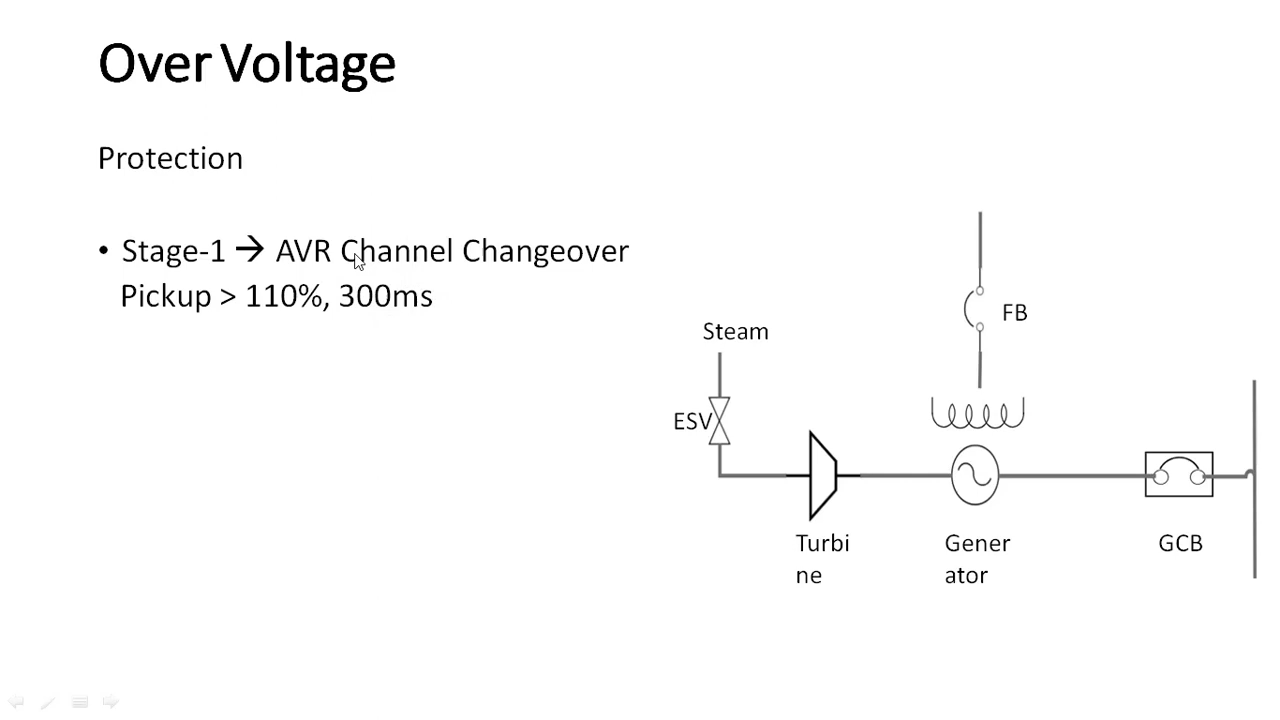 Over Voltage
Protection
• Stage-1 → AVR Channel Changeover
Pickup > 110%, 300ms
FB
Steam
ESV
Turbi
ne
Gener
ator
GCB